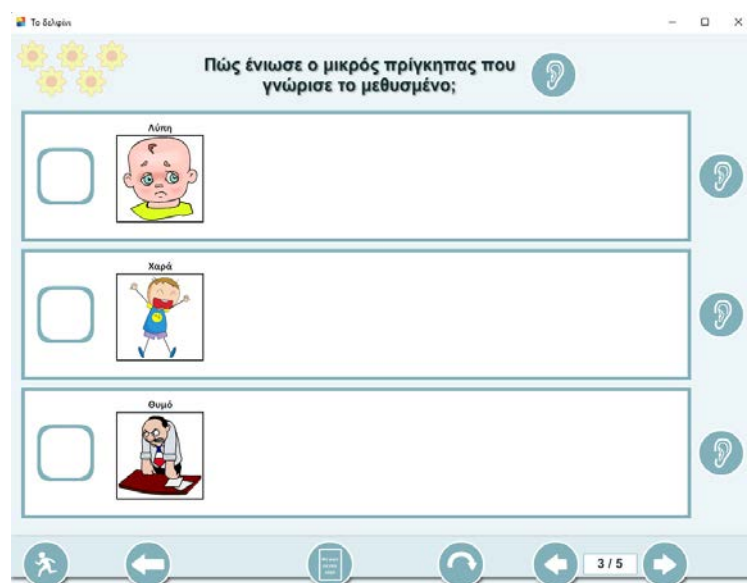 Το δελφίνι
Πώς ένιωσε ο μικρός πρίγκηπας που
γνώρισε το μεθυσμένο;
Λύπη
Χαρά
Θυμό
3 / 5